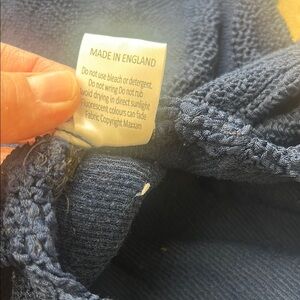 MADE IN ENGLAND
Do not use bleach or detergent.
Do not wring Do not rub
avoid drying in direct sunlight
Fluorescent colours can fade
Fabric Copyright Maxam